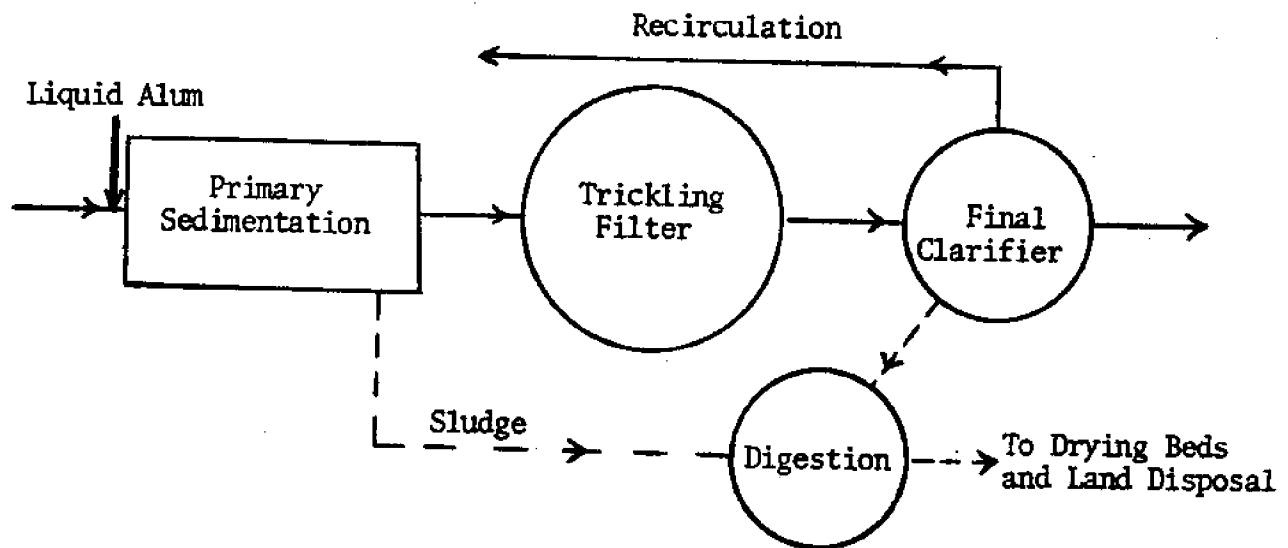 Recirculation
Liquid Alum
Primary
Sedimentation
Trickling
Filter
Final
Clarifier
Sludge
Digestion
To Drying Beds
and Land Disposal